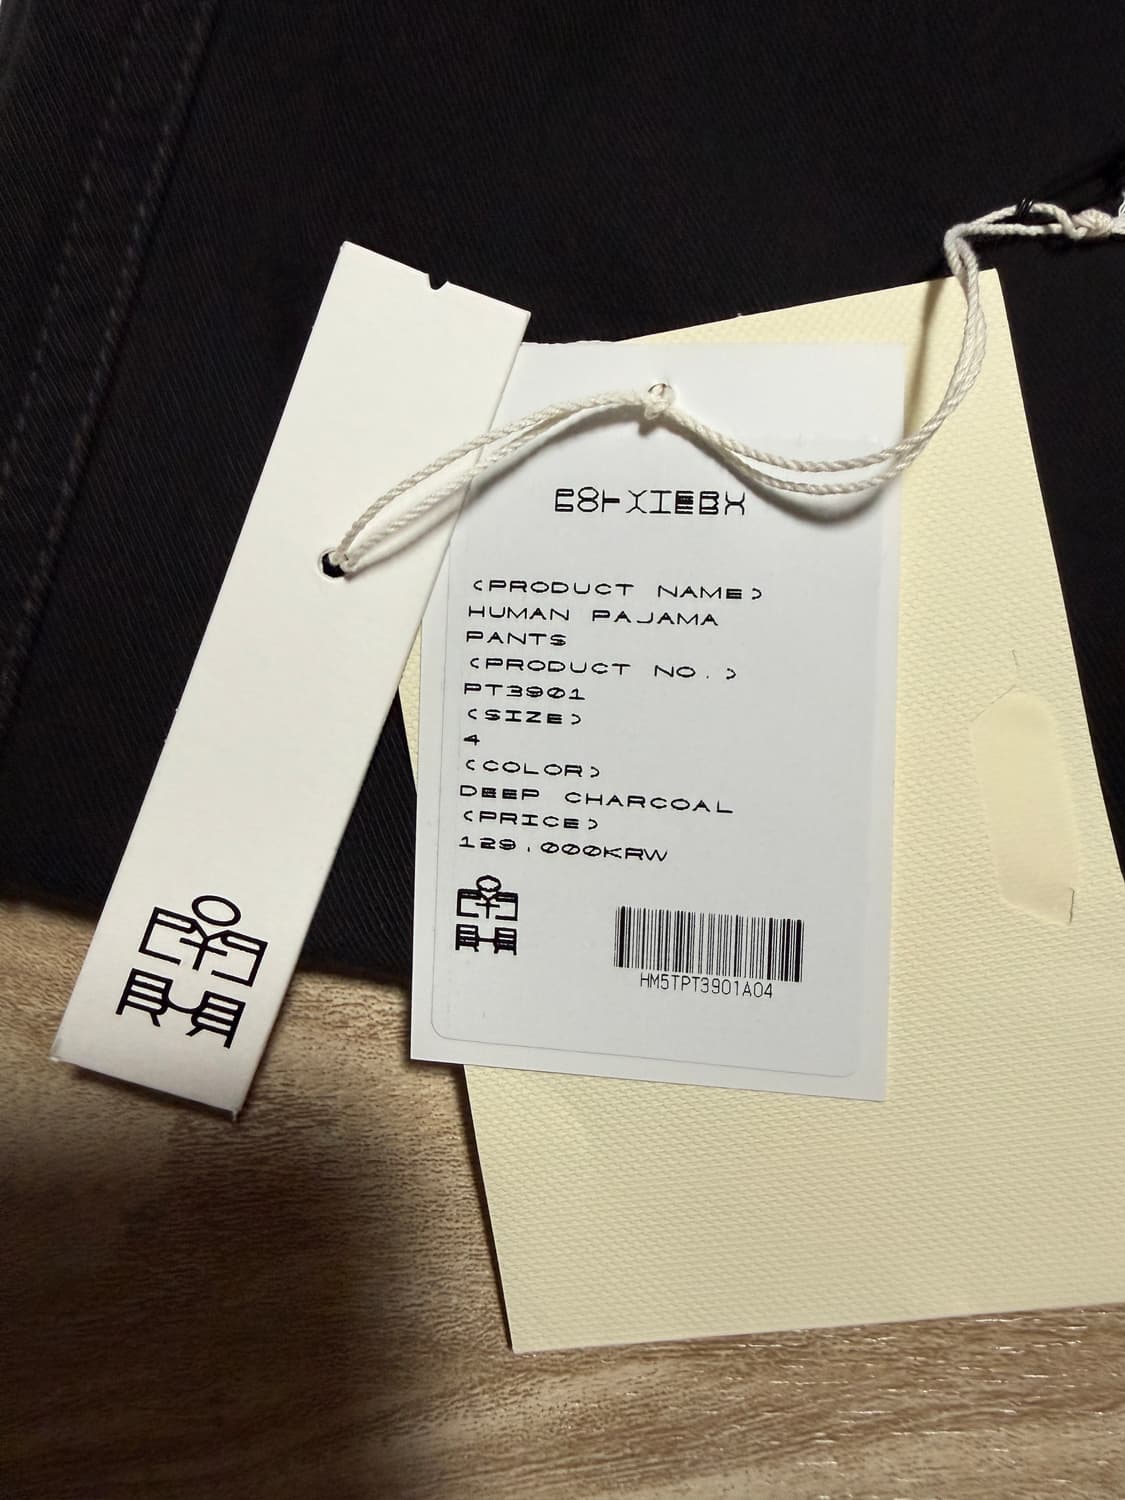 <PRODUCT NAME>
HUMAN PAJAMA
PANTS
<PRODUCT NO.>
PT3901
<SIZE>
4
<COLOR>
DEEP CHARCOAL
<PRICE>
129,000KRW
HM5TPT3901A04